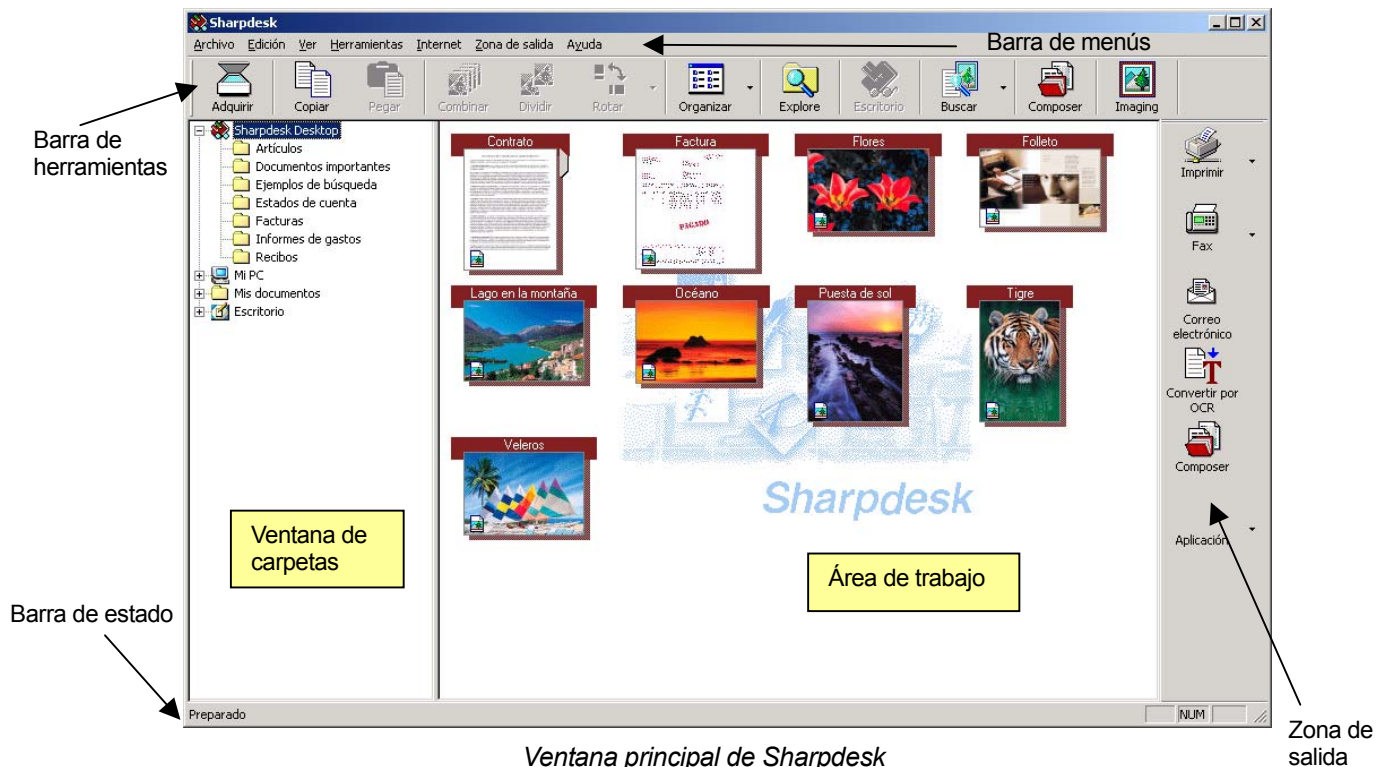 Sharpdesk
Archivo Edición Ver Herramientas Internet Zona de salida Ayuda
Barra de menús
Adquirir Copiar Pegar Combinar Dividir Rotar Organizar Explore Escritorio Buscar Composer Imaging
Barra de
herramientas
Sharpdesk Desktop
Artículos
Documentos importantes
Ejemplos de búsqueda
Estados de cuenta
Facturas
Informes de gastos
Recibos
Mi PC
Mis documentos
Escritorio
Contrato Factura Flores Folleto
PAGADO
Lago en la montaña Océano Puesta de sol Tigre
Veleros
Sharpdesk
Imprimir
Fax
Correo
electrónico
Convertir por
OCR
Composer
Aplicación
Ventana de
carpetas
Área de trabajo
Barra de estado
Preparado
NUM
Zona de
salida
Ventana principal de Sharpdesk